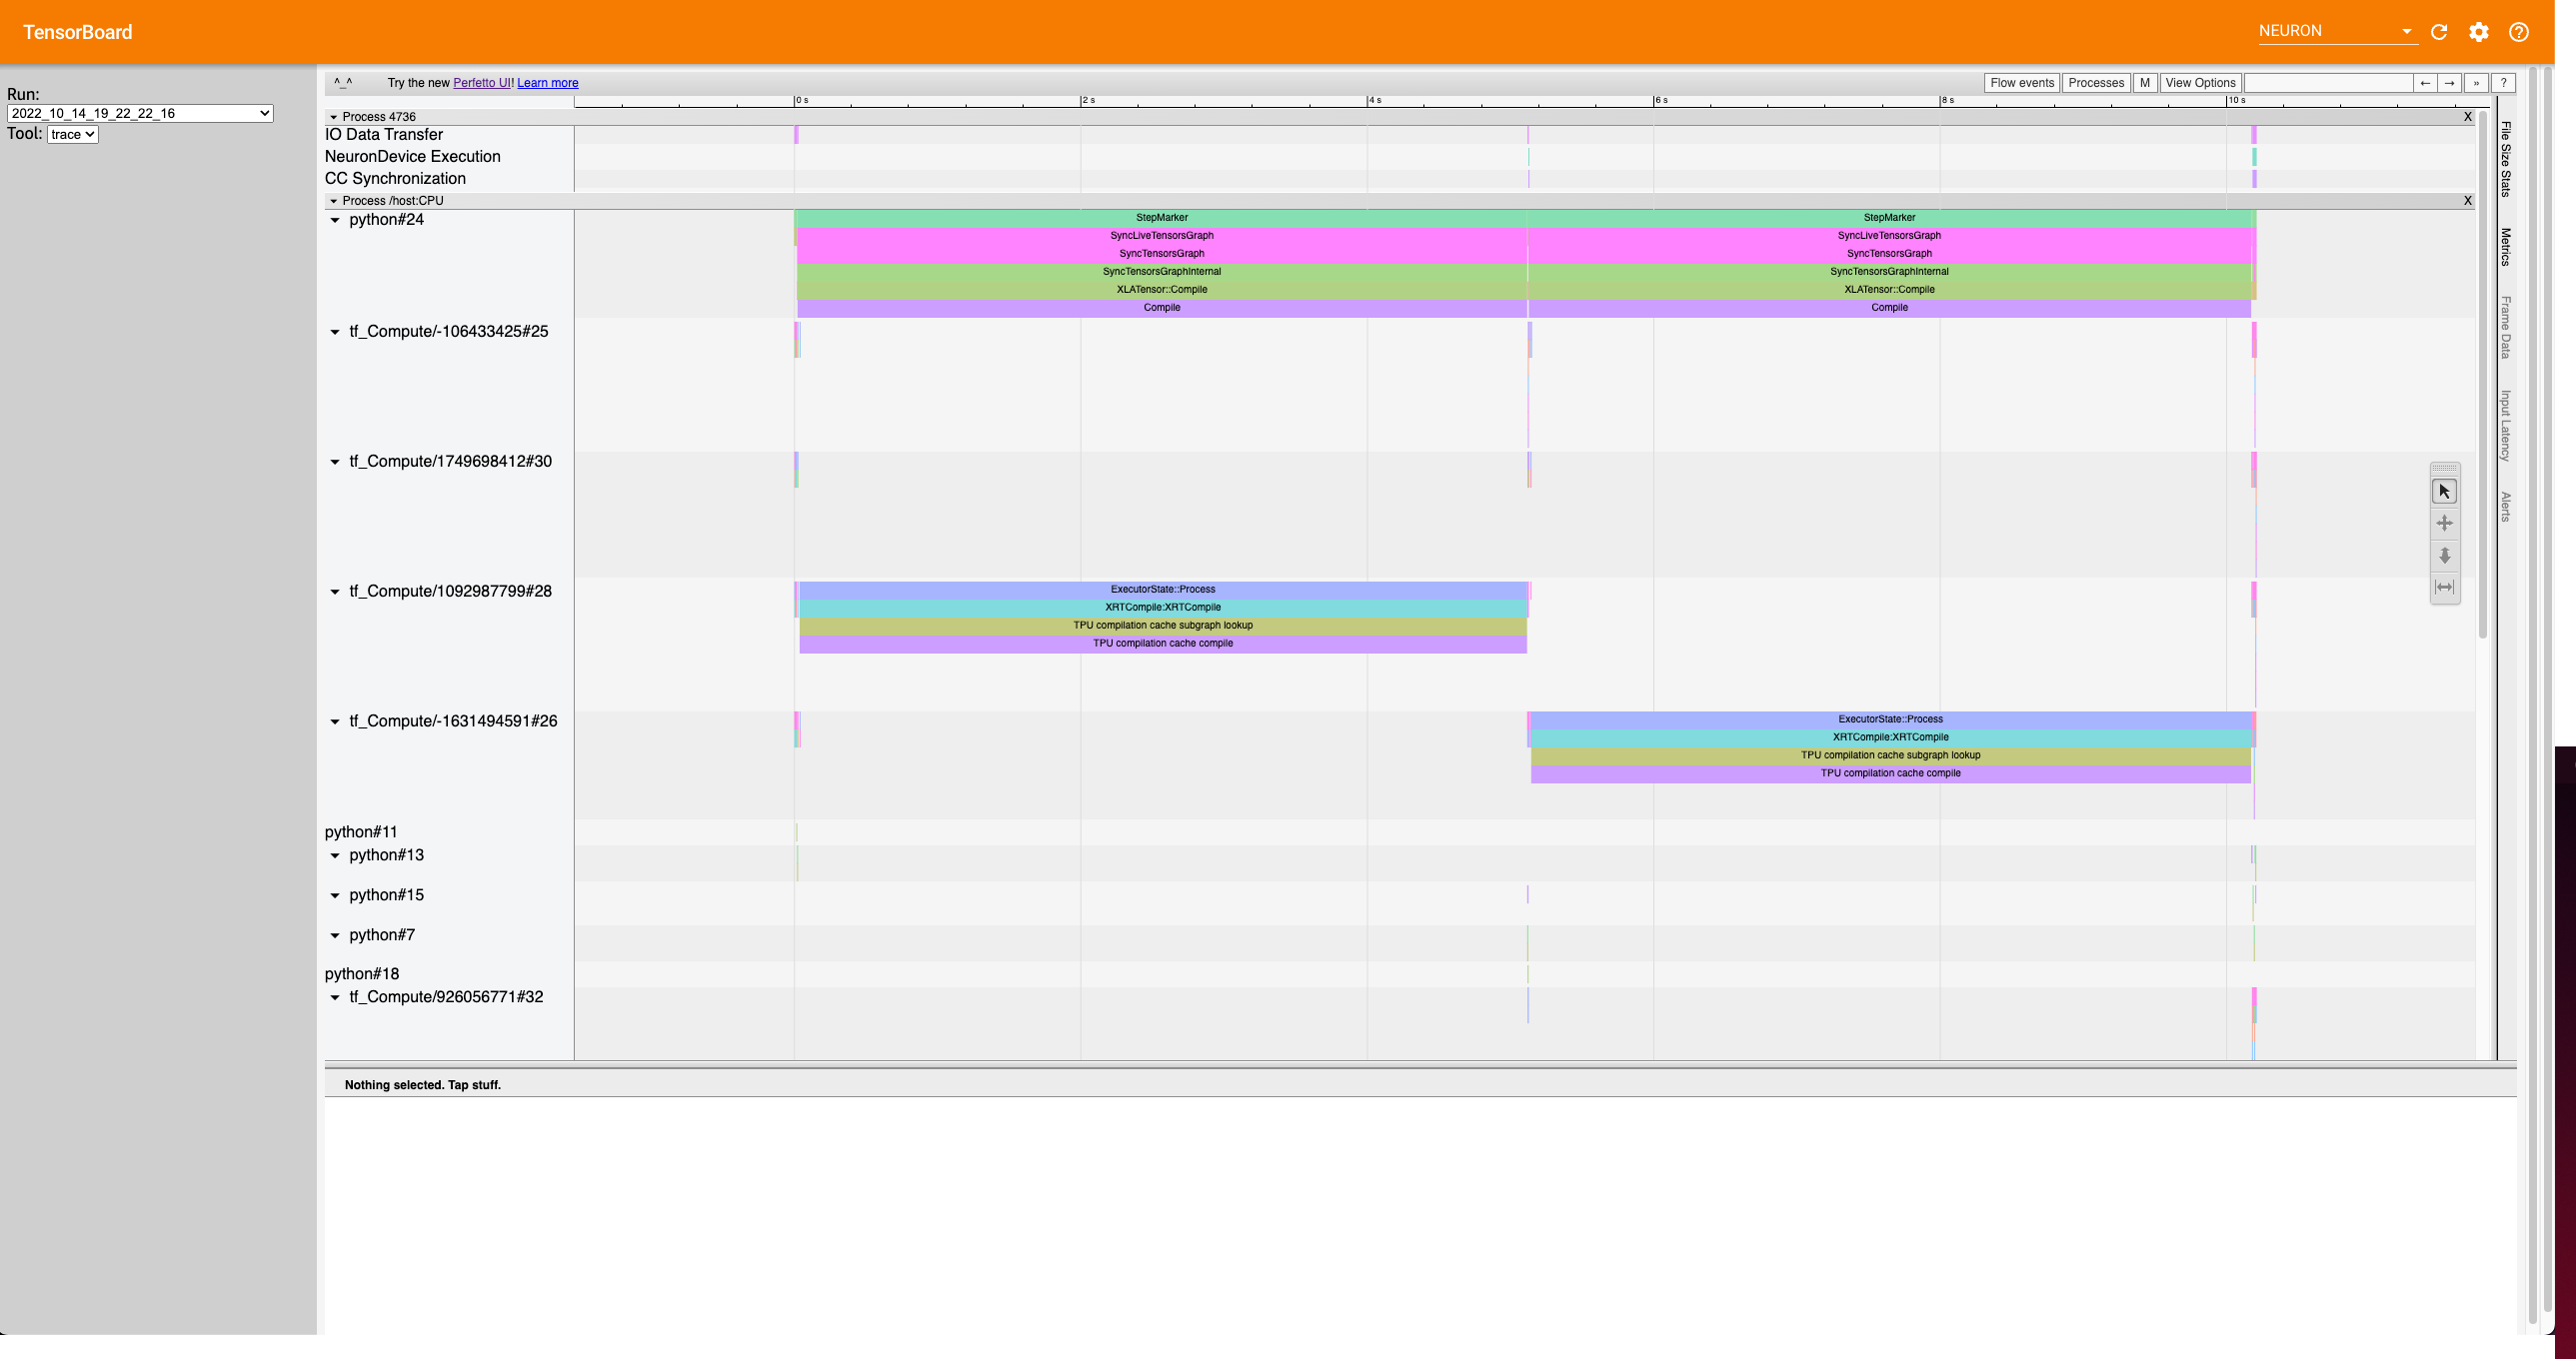 TensorBoard
NEURON
Run:
2022_10_14_19_22_22_16
Tool: trace
^_^ Try the new Perfetto UI! Learn more
Flow events Processes M View Options ← → » ?
0 s 2 s 4 s 6 s 8 s 10 s
Process 4736 X
IO Data Transfer
NeuronDevice Execution
CC Synchronization
Process /host:CPU X
python#24
StepMarker StepMarker
SyncLiveTensorsGraph SyncLiveTensorsGraph
SyncTensorsGraph SyncTensorsGraph
SyncTensorsGraphInternal SyncTensorsGraphInternal
XLATensor::Compile XLATensor::Compile
Compile Compile
tf_Compute/-106433425#25
tf_Compute/1749698412#30
tf_Compute/1092987799#28
ExecutorState::Process
XRTCompile:XRTCompile
TPU compilation cache subgraph lookup
TPU compilation cache compile
tf_Compute/-1631494591#26
ExecutorState::Process
XRTCompile:XRTCompile
TPU compilation cache subgraph lookup
TPU compilation cache compile
python#11
python#13
python#15
python#7
python#18
tf_Compute/926056771#32
File Size Stats
Metrics
Frame Data
Input Latency
Alerts
Nothing selected. Tap stuff.